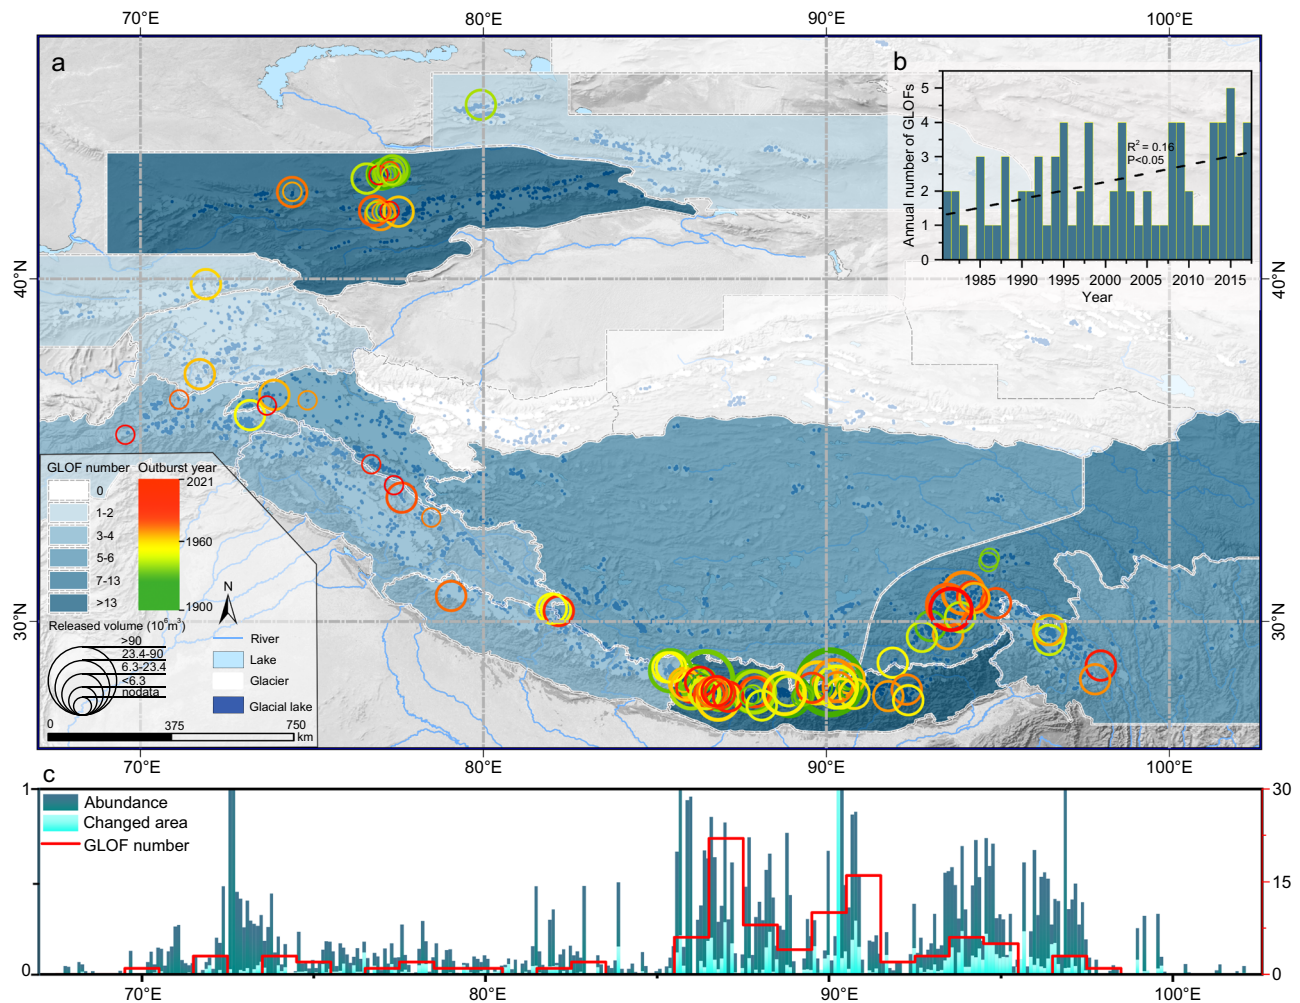 70°E 80°E 90°E 100°E
a
b
Annual number of GLOFs
5
4
3
2
1
0
R² = 0.16
P<0.05
1985 1990 1995 2000 2005 2010 2015
Year
40°N
40°N
30°N
30°N
GLOF number
0
1-2
3-4
5-6
7-13
>13
Outburst year
2021
1960
1900
Released volume (10⁶m³)
>90
23.4-90
6.3-23.4
<6.3
nodata
N
River
Lake
Glacier
Glacial lake
0 375 750
km
70°E 80°E 90°E 100°E
c
1
0
Abundance
Changed area
GLOF number
30
15
0
70°E 80°E 90°E 100°E